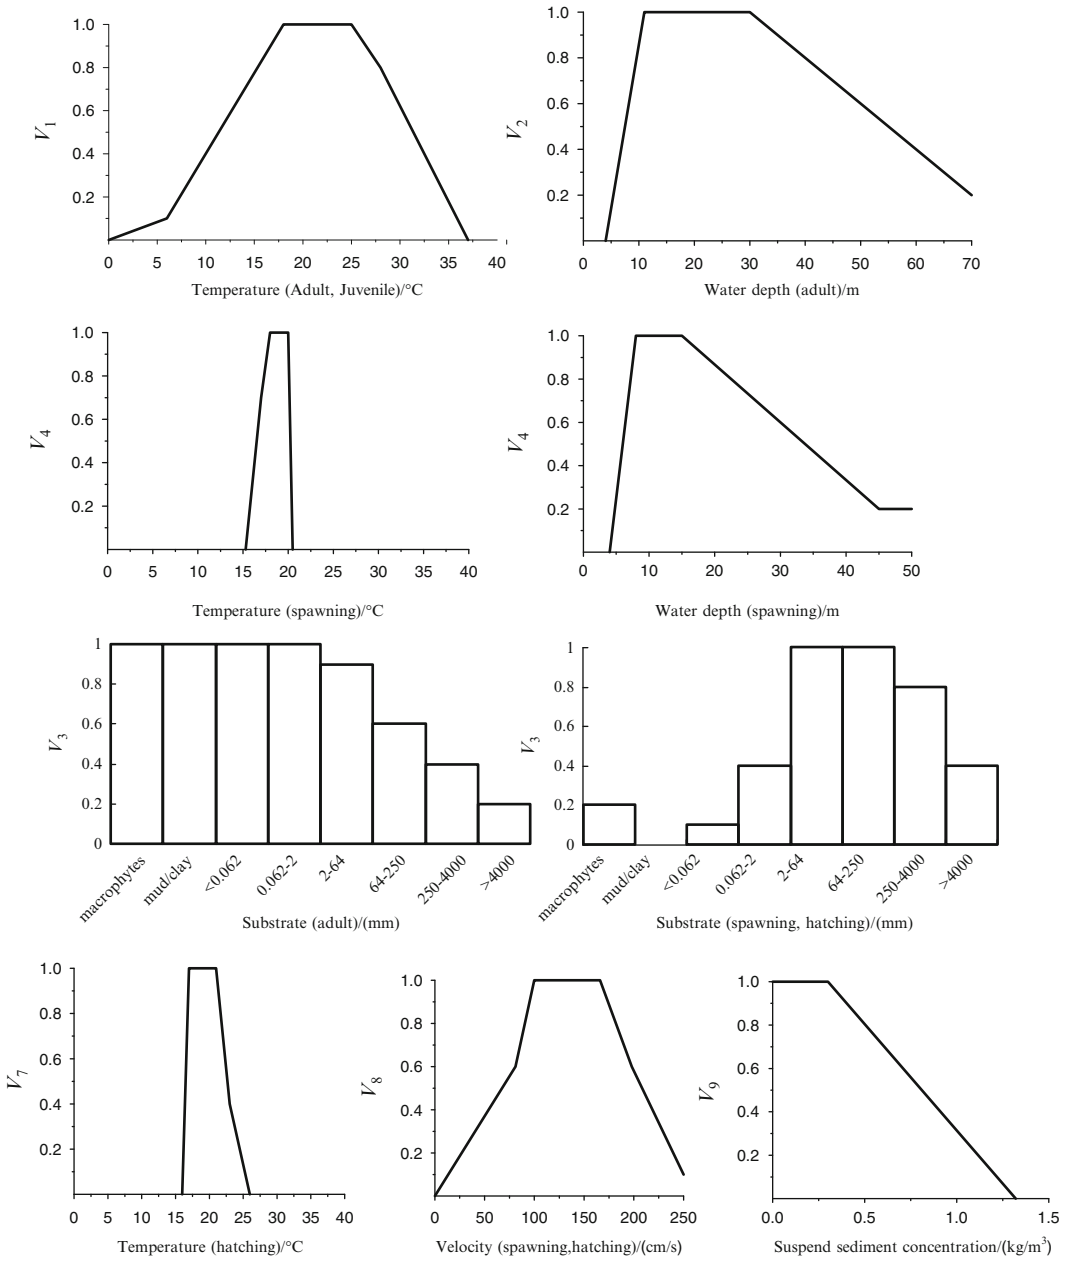 1.0
0.8
0.6
0.4
0.2
V1
0 5 10 15 20 25 30 35 40
Temperature (Adult, Juvenile)/°C
1.0
0.8
0.6
0.4
0.2
V2
0 10 20 30 40 50 60 70
Water depth (adult)/m
1.0
0.8
0.6
0.4
0.2
V4
0 5 10 15 20 25 30 35 40
Temperature (spawning)/°C
1.0
0.8
0.6
0.4
0.2
V4
0 10 20 30 40 50
Water depth (spawning)/m
1
0.8
0.6
0.4
0.2
0
V3
macrophytes
mud/clay
<0.062
0.062-2
2-64
64-250
250-4000
>4000
Substrate (adult)/(mm)
1
0.8
0.6
0.4
0.2
0
V3
macrophytes
mud/clay
<0.062
0.062-2
2-64
64-250
250-4000
>4000
Substrate (spawning, hatching)/(mm)
1.0
0.8
0.6
0.4
0.2
V7
0 5 10 15 20 25 30 35 40
Temperature (hatching)/°C
1.0
0.8
0.6
0.4
0.2
V8
0 50 100 150 200 250
Velocity (spawning,hatching)/(cm/s)
1.0
0.8
0.6
0.4
0.2
V9
0.0 0.5 1.0 1.5
Suspend sediment concentration/(kg/m³)